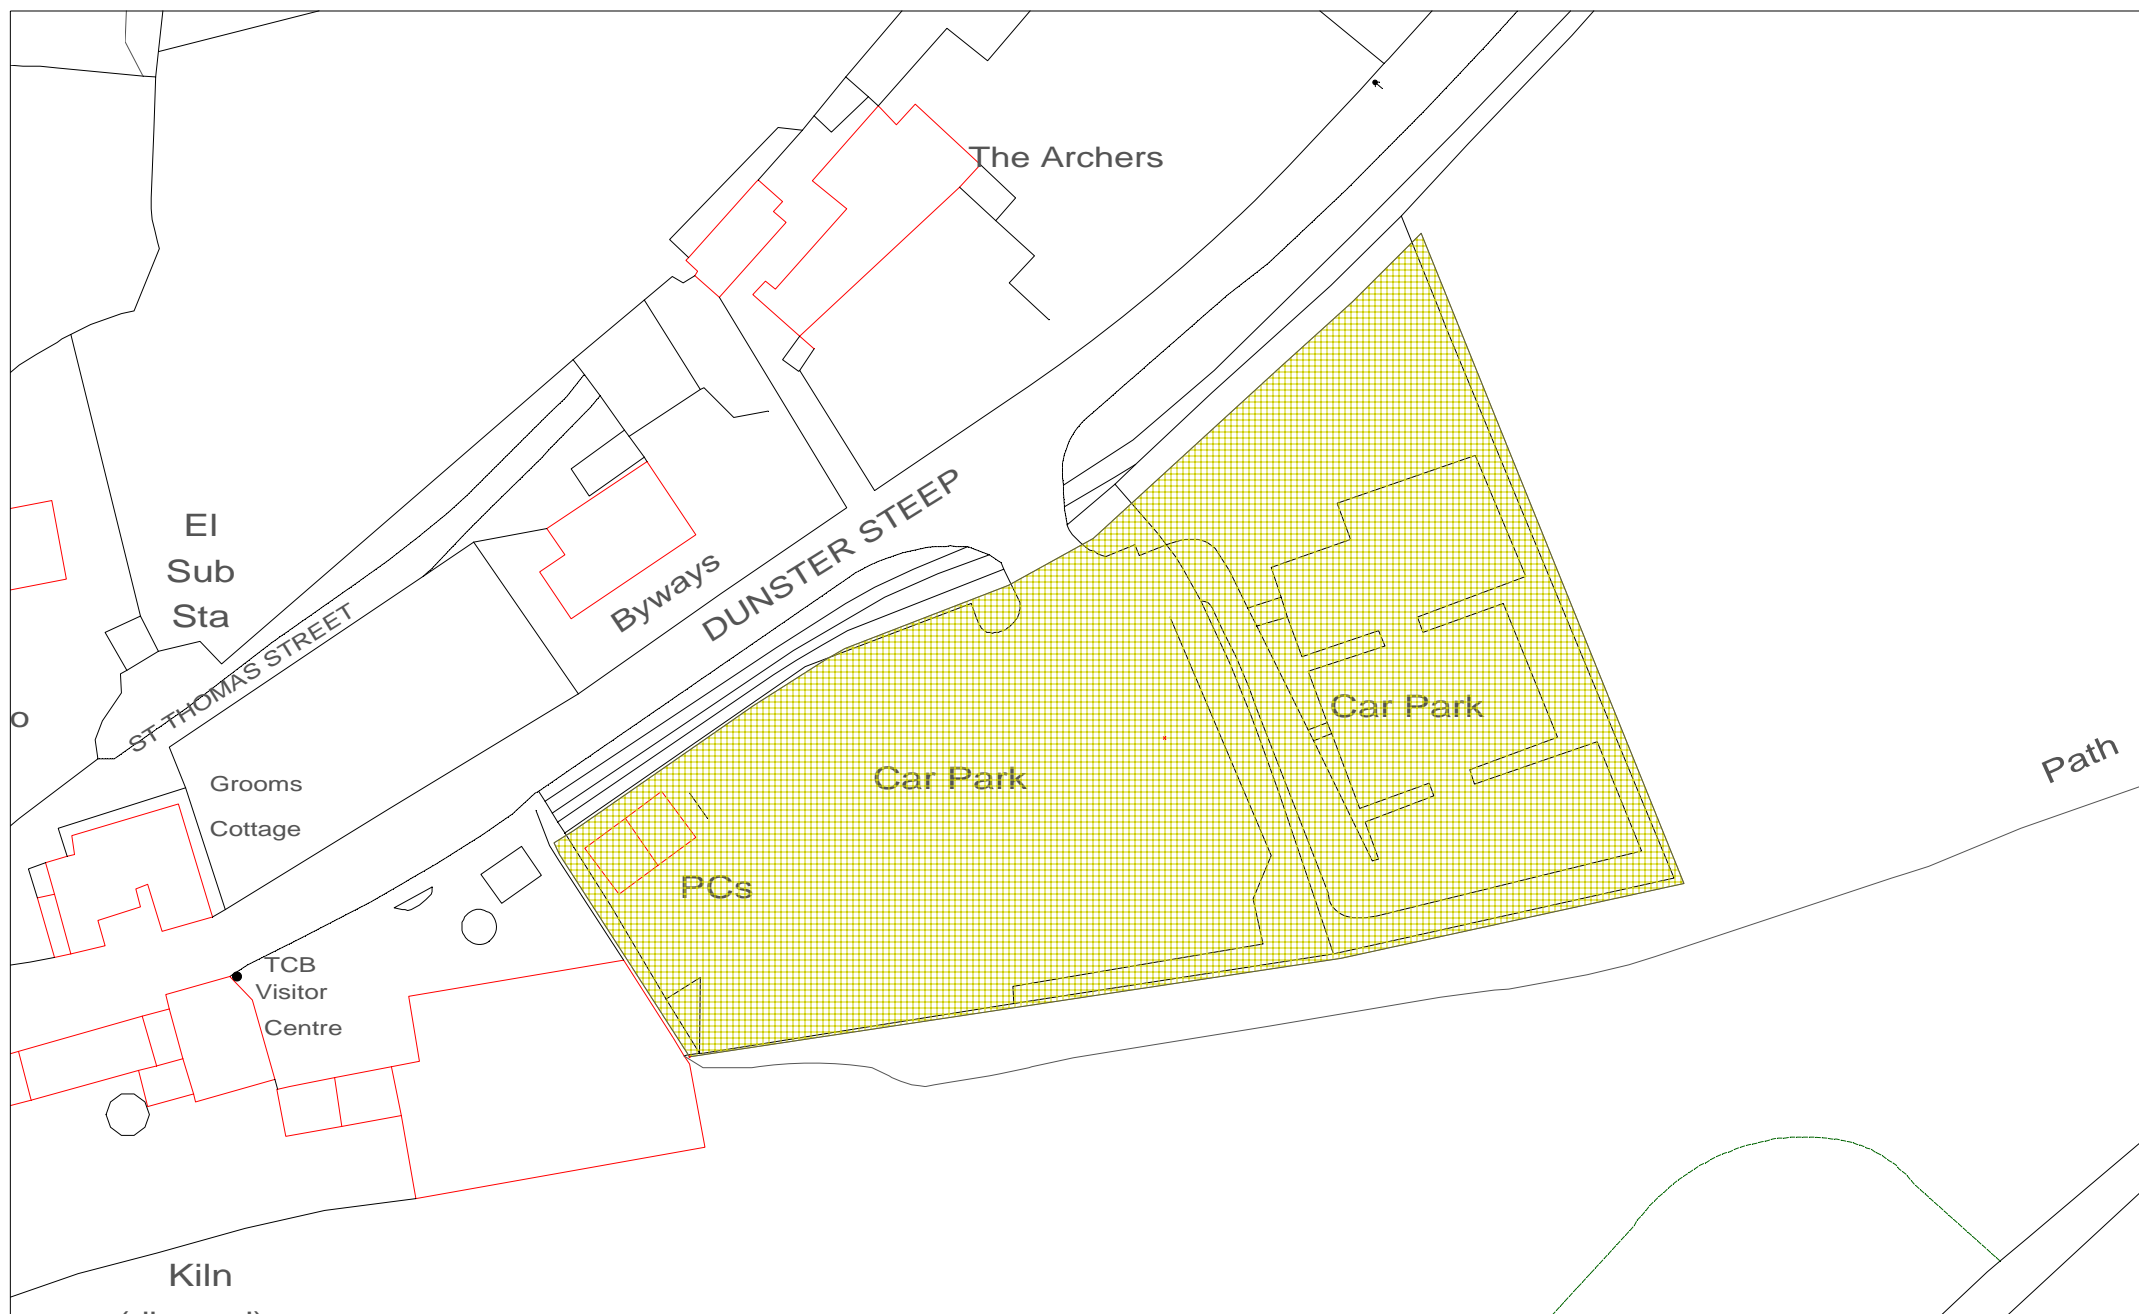 The Archers
El
Sub
Sta
DUNSTER STEEP
Byways
ST THOMAS STREET
o
Car Park
Car Park
Path
Grooms
Cottage
PCs
TCB
Visitor
Centre
Kiln